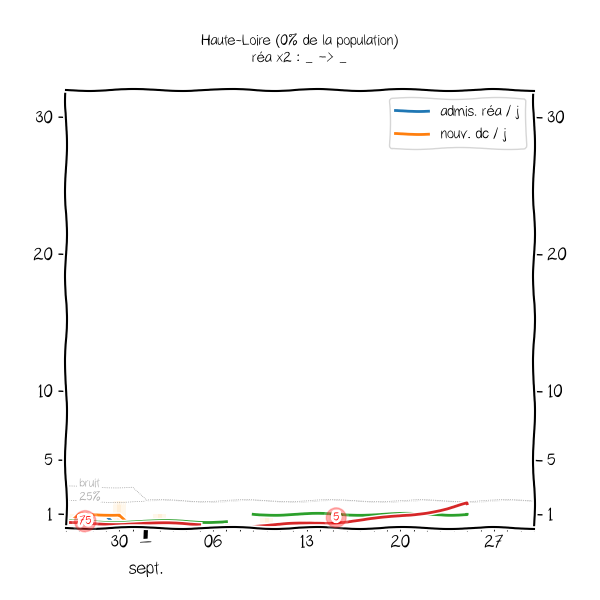 Haute-Loire (0% de la population)
réa x2 : _ -> _
admis. réa / j
nouv. dc / j
30 30
20 20
10 10
5 5
bruit
25%
1 1
75 5
30 _ 06 13 20 27
sept.